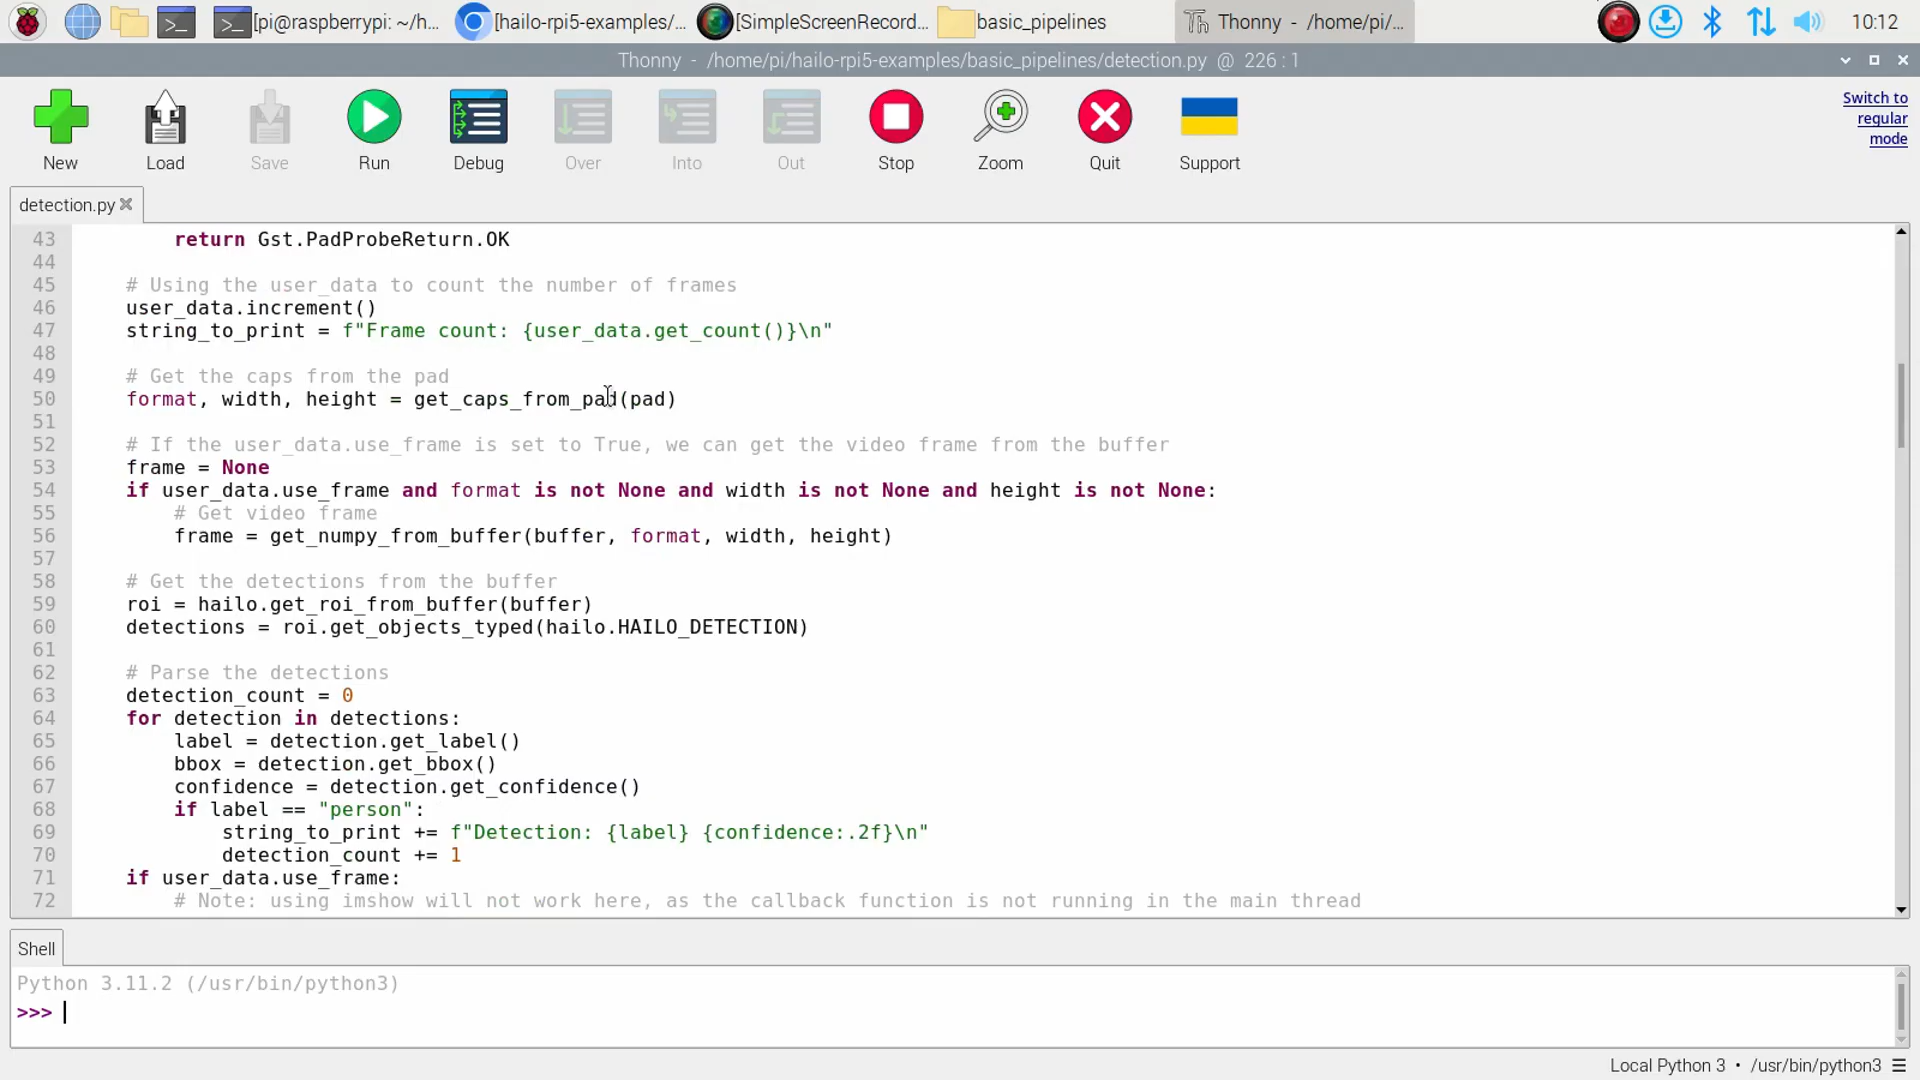 [pi@raspberrypi: ~/h...
[hailo-rpi5-examples/...
[SimpleScreenRecord...
basic_pipelines
Thonny - /home/pi/...
10:12
Thonny - /home/pi/hailo-rpi5-examples/basic_pipelines/detection.py @ 226 : 1
New
Load
Save
Run
Debug
Over
Into
Out
Stop
Zoom
Quit
Support
Switch to
regular
mode
detection.py
43 return Gst.PadProbeReturn.OK
44
45 # Using the user_data to count the number of frames
46 user_data.increment()
47 string_to_print = f"Frame count: {user_data.get_count()}\n"
48
49 # Get the caps from the pad
50 format, width, height = get_caps_from_pad(pad)
51
52 # If the user_data.use_frame is set to True, we can get the video frame from the buffer
53 frame = None
54 if user_data.use_frame and format is not None and width is not None and height is not None:
55 # Get video frame
56 frame = get_numpy_from_buffer(buffer, format, width, height)
57
58 # Get the detections from the buffer
59 roi = hailo.get_roi_from_buffer(buffer)
60 detections = roi.get_objects_typed(hailo.HAILO_DETECTION)
61
62 # Parse the detections
63 detection_count = 0
64 for detection in detections:
65 label = detection.get_label()
66 bbox = detection.get_bbox()
67 confidence = detection.get_confidence()
68 if label == "person":
69 string_to_print += f"Detection: {label} {confidence:.2f}\n"
70 detection_count += 1
71 if user_data.use_frame:
72 # Note: using imshow will not work here, as the callback function is not running in the main thread
Shell
Python 3.11.2 (/usr/bin/python3)
>>>
Local Python 3 • /usr/bin/python3